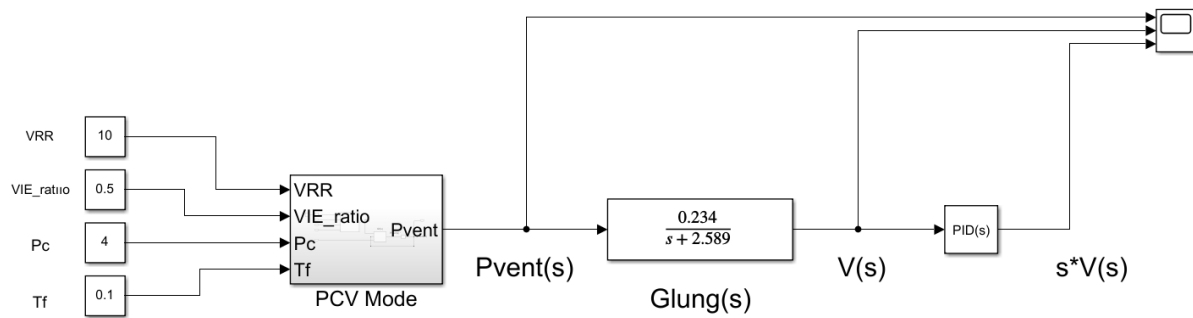 VRR
10
VIE_ratio
0.5
Pc
4
Tf
0.1
VRR
VIE_ratio
Pc
Tf
Pvent
PCV Mode
Pvent(s)
0.234
s + 2.589
Glung(s)
V(s)
PID(s)
s*V(s)